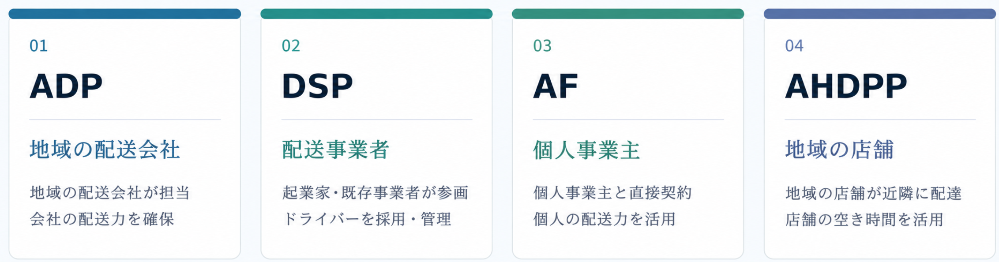 01
ADP
地域の配送会社
地域の配送会社が担当
会社の配送力を確保
02
DSP
配送事業者
起業家・既存事業者が参画
ドライバーを採用・管理
03
AF
個人事業主
個人事業主と直接契約
個人の配送力を活用
04
AHDPP
地域の店舗
地域の店舗が近隣に配達
店舗の空き時間を活用